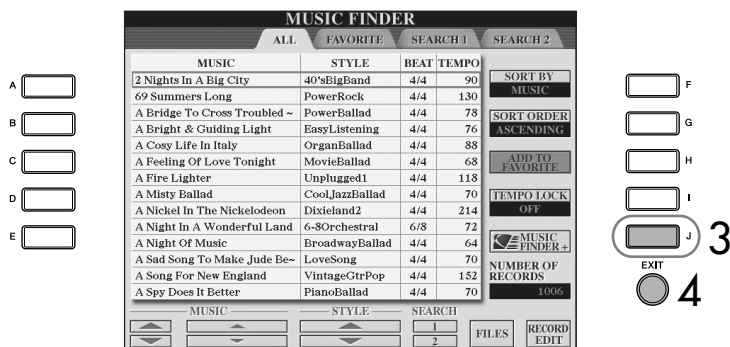 MUSIC FINDER
ALL FAVORITE SEARCH 1 SEARCH 2
MUSIC STYLE BEAT TEMPO
2 Nights In A Big City 40'sBigBand 4/4 90
69 Summers Long PowerRock 4/4 130
A Bridge To Cross Troubled ~ PowerBallad 4/4 78
A Bright & Guiding Light EasyListening 4/4 76
A Cosy Life In Italy OrganBallad 4/4 88
A Feeling Of Love Tonight MovieBallad 4/4 68
A Fire Lighter Unplugged1 4/4 118
A Misty Ballad CoolJazzBallad 4/4 70
A Nickel In The Nickelodeon Dixieland2 4/4 214
A Night In A Wonderful Land 6-8Orchestral 6/8 72
A Night Of Music BroadwayBallad 4/4 64
A Sad Song To Make Jude Be~ LoveSong 4/4 70
A Song For New England VintageGtrPop 4/4 152
A Spy Does It Better PianoBallad 4/4 70
SORT BY
MUSIC
SORT ORDER
ASCENDING
ADD TO
FAVORITE
TEMPO LOCK
OFF
MUSIC
FINDER +
NUMBER OF
RECORDS
1006
MUSIC STYLE SEARCH
1
2
FILES
RECORD
EDIT
A
B
C
D
E
F
G
H
I
J 3
EXIT
4